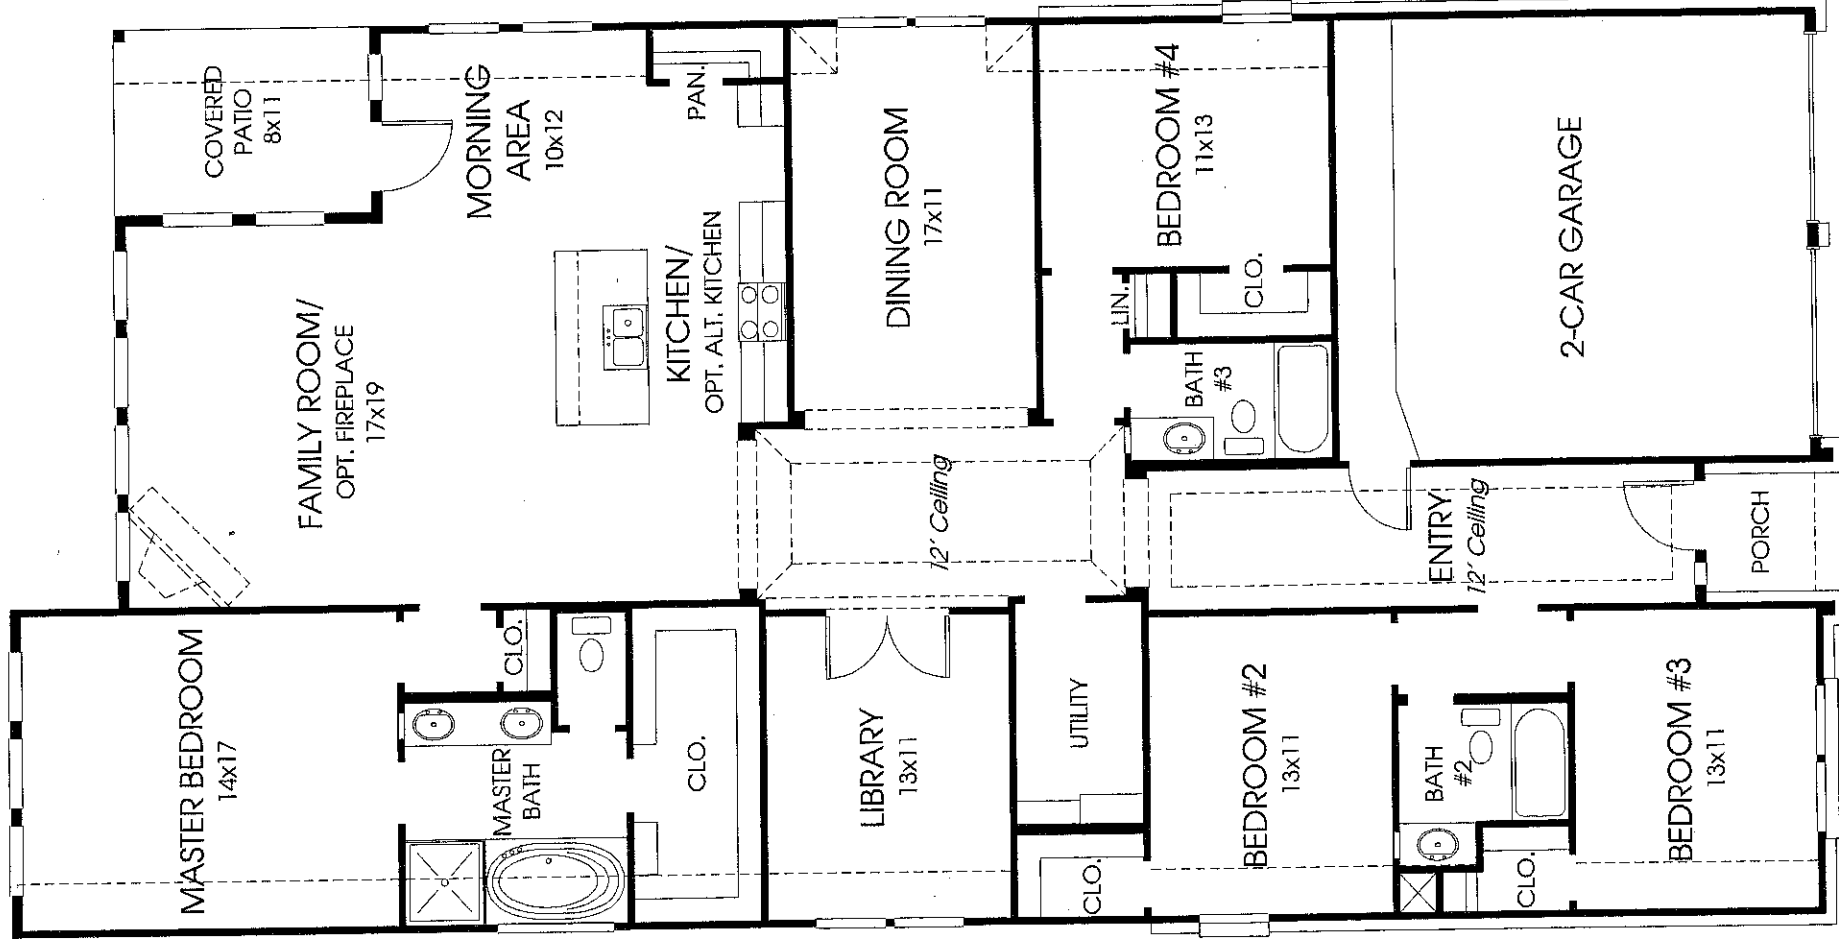 COVERED
PATIO
8x11
MORNING
AREA
10x12
PAN.
FAMILY ROOM/
OPT. FIREPLACE
17x19
KITCHEN/
OPT. ALT. KITCHEN
DINING ROOM
17x11
BEDROOM #4
11x13
CLO.
LIN.
BATH
#3
2-CAR GARAGE
12' Ceiling
ENTRY
12' Ceiling
PORCH
MASTER BEDROOM
14x17
CLO.
MASTER
BATH
CLO.
LIBRARY
13x11
UTILITY
CLO.
BEDROOM #2
13x11
BATH
#2
CLO.
BEDROOM #3
13x11